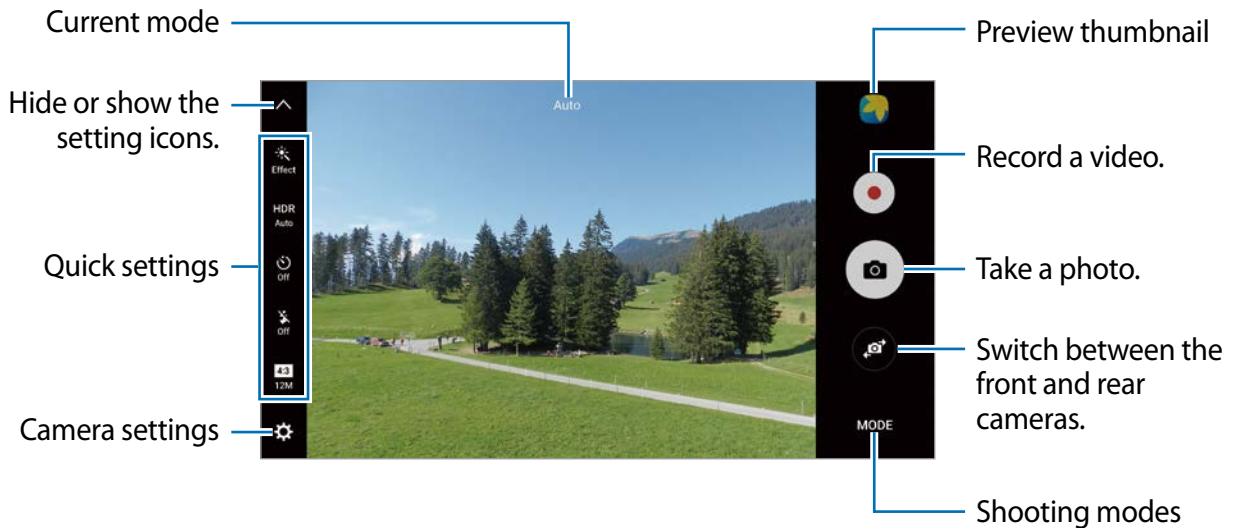 Current mode
Preview thumbnail
Hide or show the
setting icons.
Auto
Effect
Record a video.
HDR
Auto
Quick settings
Off
Take a photo.
Off
4:3
12M
Switch between the
front and rear
cameras.
Camera settings
MODE
Shooting modes